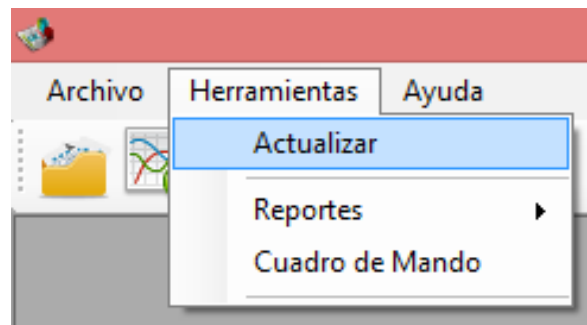 Archivo Herramientas Ayuda
Actualizar
Reportes
Cuadro de Mando